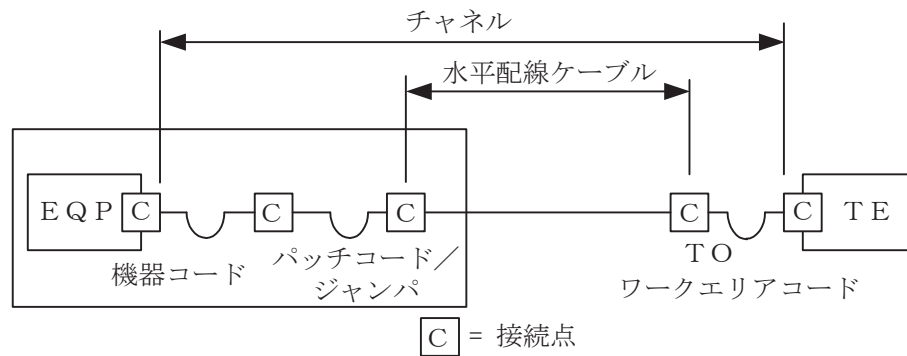 チャネル
水平配線ケーブル
ＥＱＰ C C C C C ＴＥ
ＴＯ
機器コード
パッチコード／
ジャンパ
ワークエリアコード
C = 接続点